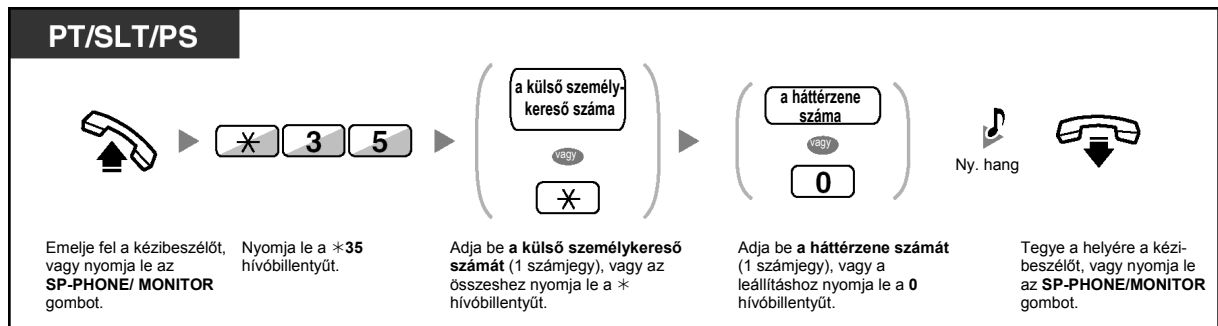 PT/SLT/PS
* 3 5
a külső személy-
kereső száma
vagy
*
a háttérzene
száma
vagy
0
Ny. hang
Emelje fel a kézibeszélőt,
vagy nyomja le az
SP-PHONE/ MONITOR
gombot.
Nyomja le a *35
hívóbillentyűt.
Adja be a külső személykereső
számát (1 számjegy), vagy az
összeshez nyomja le a *
hívóbillentyűt.
Adja be a háttérzene számát
(1 számjegy), vagy a
leállításhoz nyomja le a 0
hívóbillentyűt.
Tegye a helyére a kézi-
beszélőt, vagy nyomja le
az SP-PHONE/MONITOR
gombot.